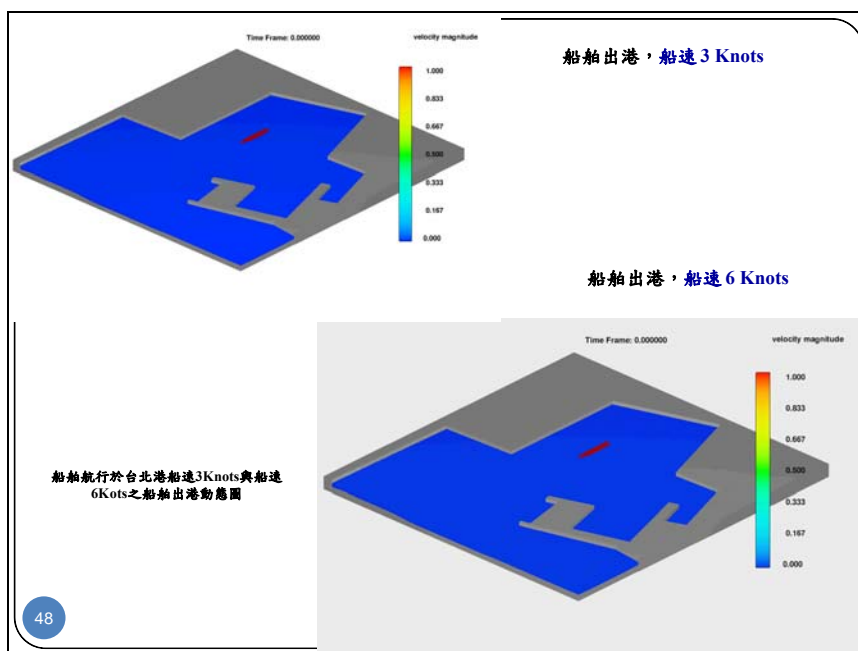 Time Frame: 0.000000
velocity magnitude
1.000
0.833
0.667
0.500
0.333
0.167
0.000
船舶出港，船速 3 Knots
船舶出港，船速 6 Knots
Time Frame: 0.000000
velocity magnitude
1.000
0.833
0.667
0.500
0.333
0.167
0.000
船舶航行於台北港船速3Knots與船速
6Kots之船舶出港動態圖
48